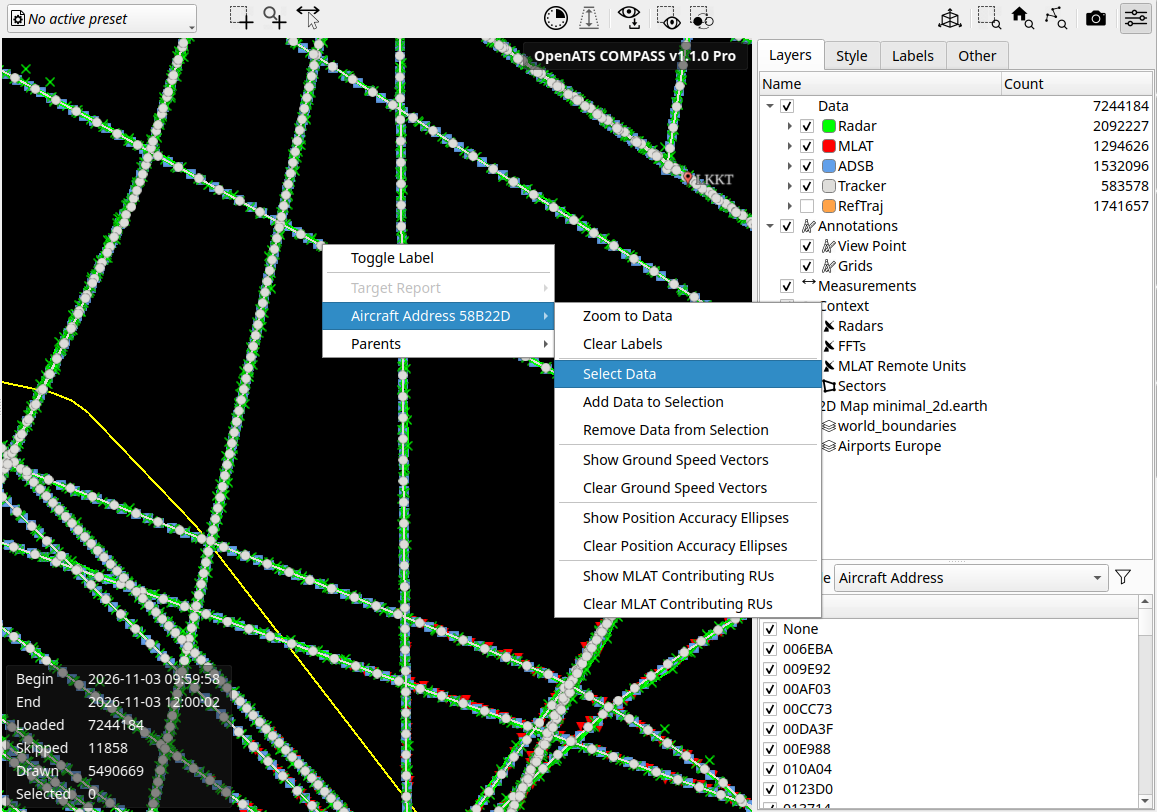 No active preset
OpenATS COMPASS v1.1.0 Pro
LKKT
Toggle Label
Target Report
Aircraft Address 58B22D
Parents
Zoom to Data
Clear Labels
Select Data
Add Data to Selection
Remove Data from Selection
Show Ground Speed Vectors
Clear Ground Speed Vectors
Show Position Accuracy Ellipses
Clear Position Accuracy Ellipses
Show MLAT Contributing RUs
Clear MLAT Contributing RUs
Begin 2026-11-03 09:59:58
End 2026-11-03 12:00:02
Loaded 7244184
Skipped 11858
Drawn 5490669
Selected 0
Layers Style Labels Other
Name Count
Data 7244184
Radar 2092227
MLAT 1294626
ADSB 1532096
Tracker 583578
RefTraj 1741657
Annotations
View Point
Grids
Measurements
Context
Radars
FFTs
MLAT Remote Units
Sectors
2D Map minimal_2d.earth
world_boundaries
Airports Europe
e Aircraft Address
None
006EBA
009E92
00AF03
00CC73
00DA3F
00E988
010A04
0123D0